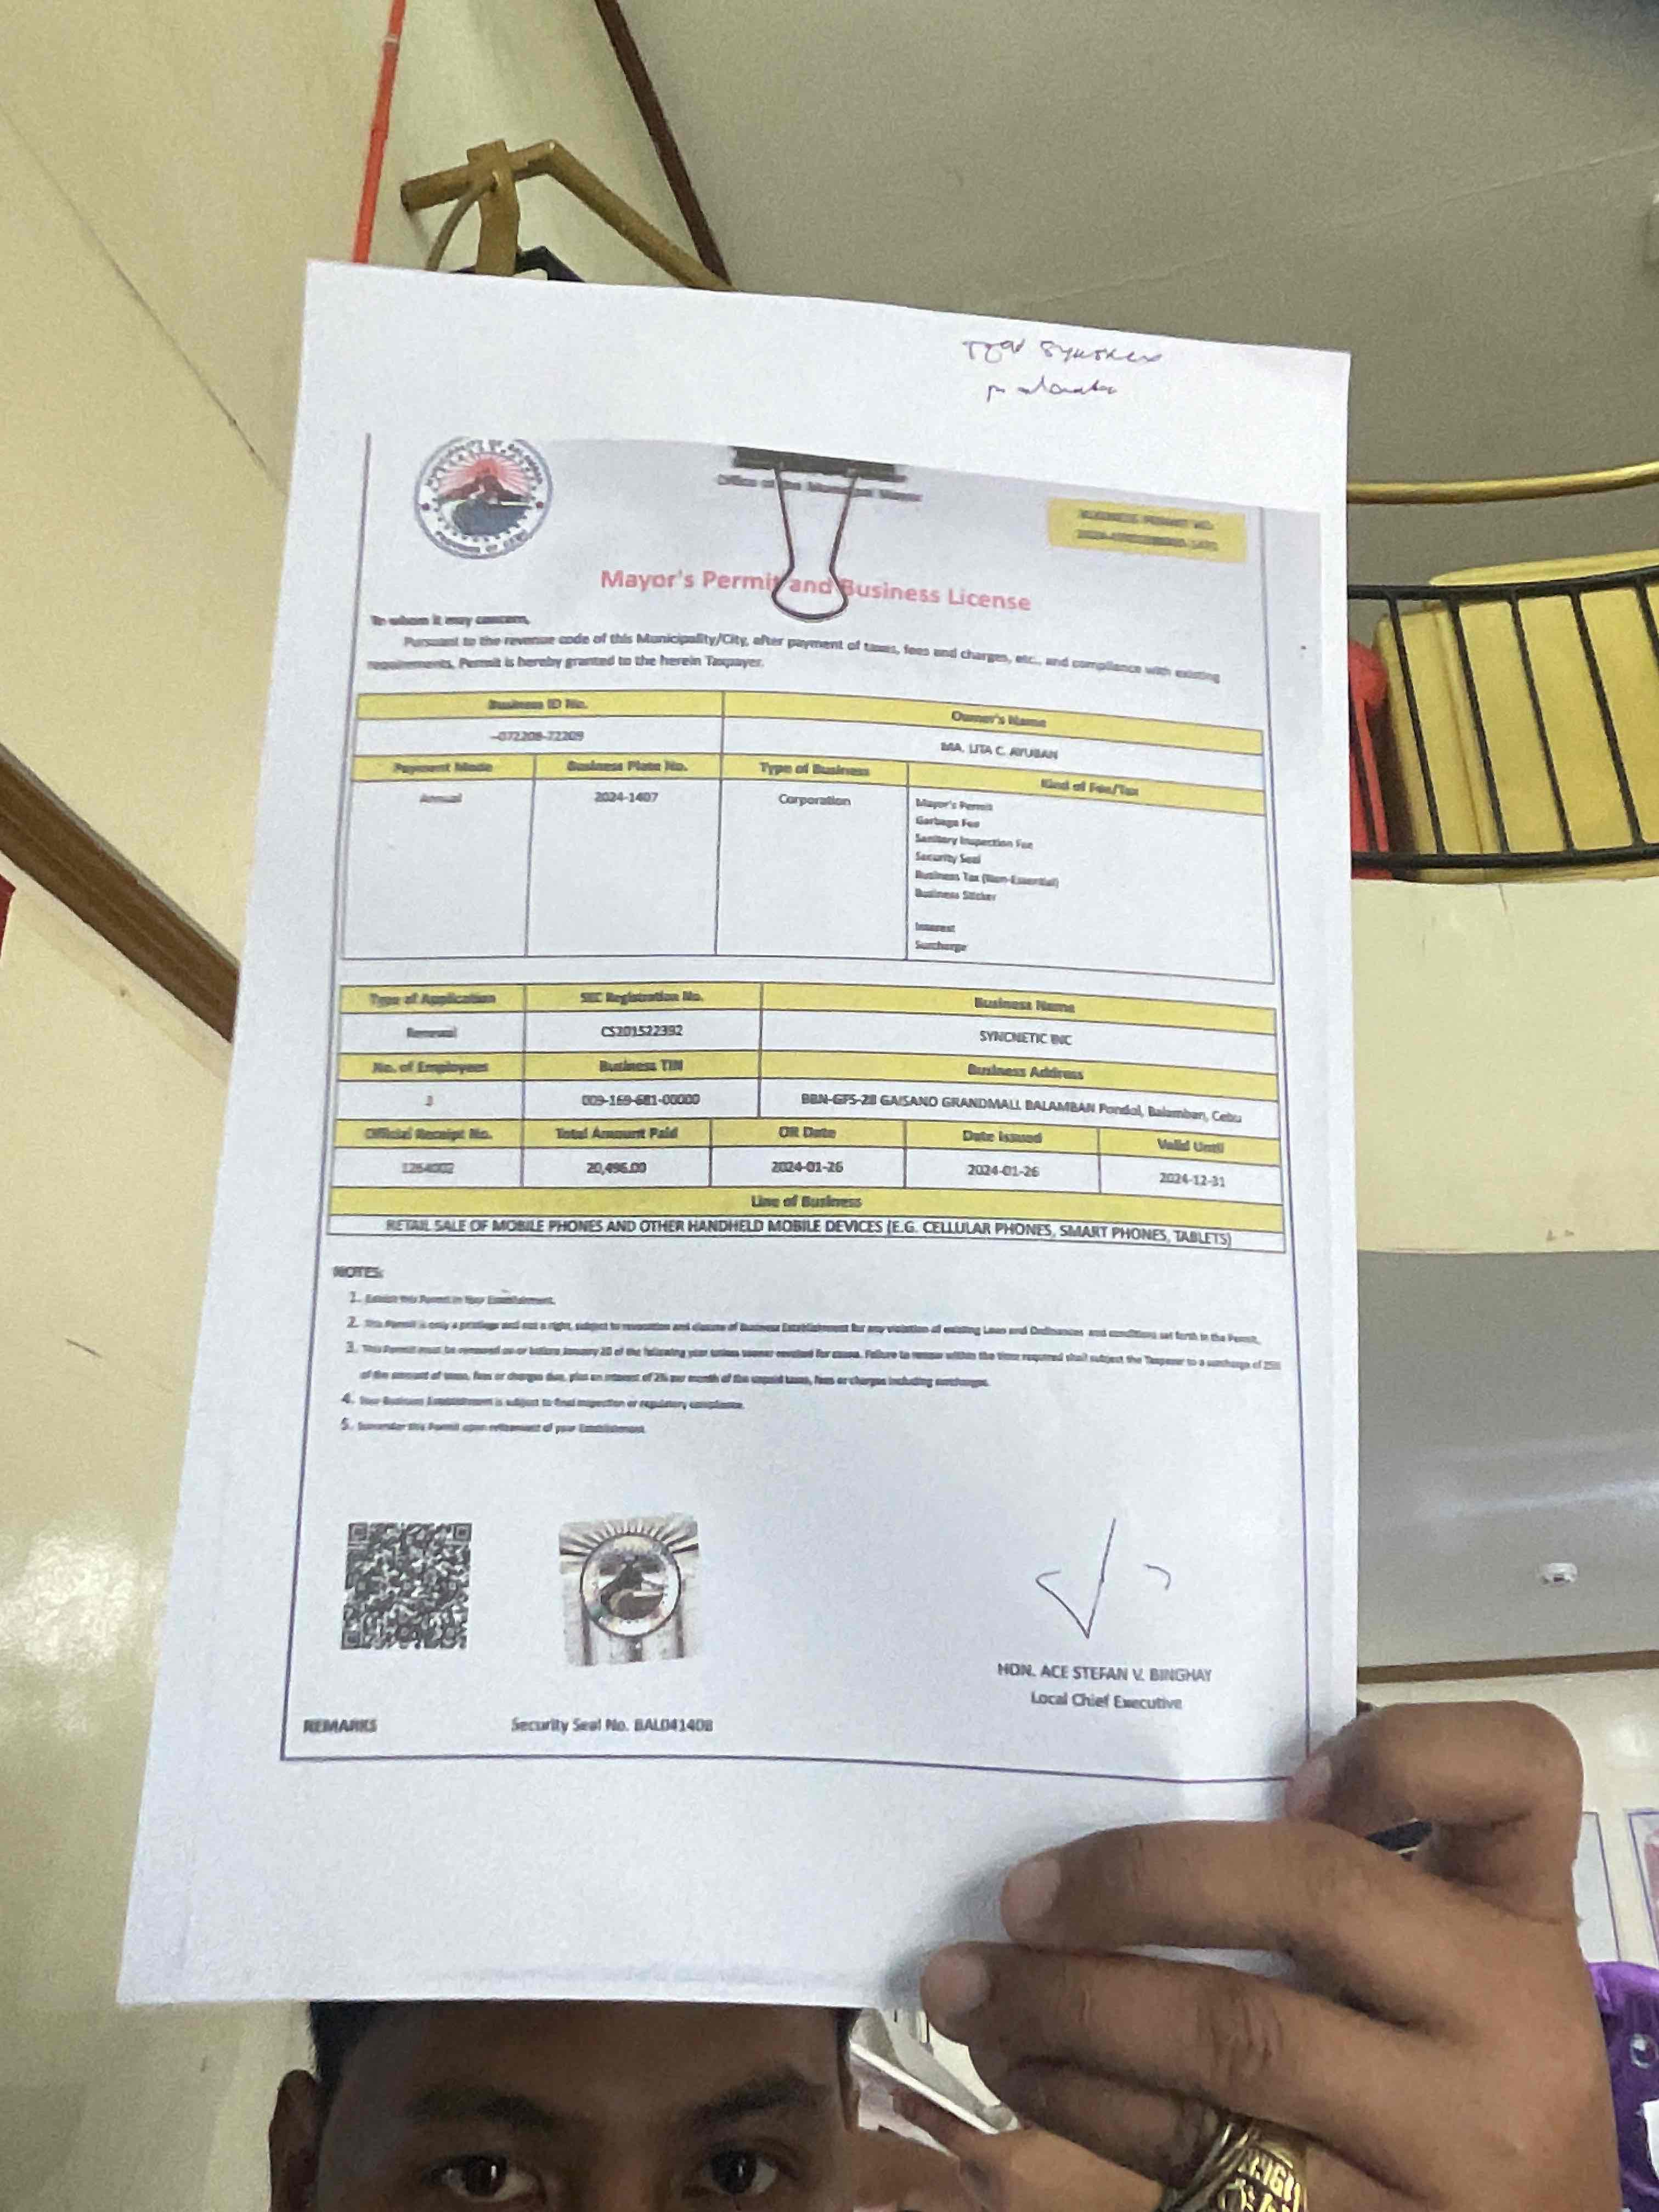 PROVINCE OF CEBU
Office of the Municipal Mayor
BUSINESS PERMIT NO.
Mayor's Permit and Business License
To whom it may concern,
Pursuant to the revenue code of this Municipality/City, after payment of taxes, fees and charges, etc., and compliance with existing
requirements, Permit is hereby granted to the herein Taxpayer.
Business ID No. Owner's Name
-072208-72209 MA. LITA C. AYUBAN
Payment Mode Business Plate No. Type of Business Kind of Fee/Tax
Annual 2024-1407 Corporation Mayor's Permit
Garbage Fee
Sanitary Inspection Fee
Security Seal
Business Tax (Non-Essential)
Business Sticker
Interest
Surcharge
Type of Application SEC Registration No. Business Name
Renewal CS201522392 SYNCNETIC INC
No. of Employees Business TIN Business Address
3 009-169-681-00000 BBN-GFS-28 GAISANO GRANDMALL BALAMBAN Pondol, Balamban, Cebu
Official Receipt No. Total Amount Paid OR Date Date Issued Valid Until
20,496.00 2024-01-26 2024-01-26 2024-12-31
Line of Business
RETAIL SALE OF MOBILE PHONES AND OTHER HANDHELD MOBILE DEVICES (E.G. CELLULAR PHONES, SMART PHONES, TABLETS)
NOTES:
1. Exhibit this Permit in Your Establishment.
2. This Permit is only a privilege and not a right, subject to revocation and closure of Business Establishment for any violation of existing Laws and Ordinances and conditions set forth in the Permit.
3. This Permit must be renewed on or before January 20 of the following year unless sooner revoked for cause. Failure to renew within the time required shall subject the Taxpayer to a surcharge of 25%
of the amount of taxes, fees or charges due, plus an interest of 2% per month of the unpaid taxes, fees or charges including surcharges.
4. Your Business Establishment is subject to final inspection or regulatory compliance.
5. Surrender this Permit upon retirement of your Establishment.
HON. ACE STEFAN V. BINGHAY
Local Chief Executive
REMARKS Security Seal No. BAL041408